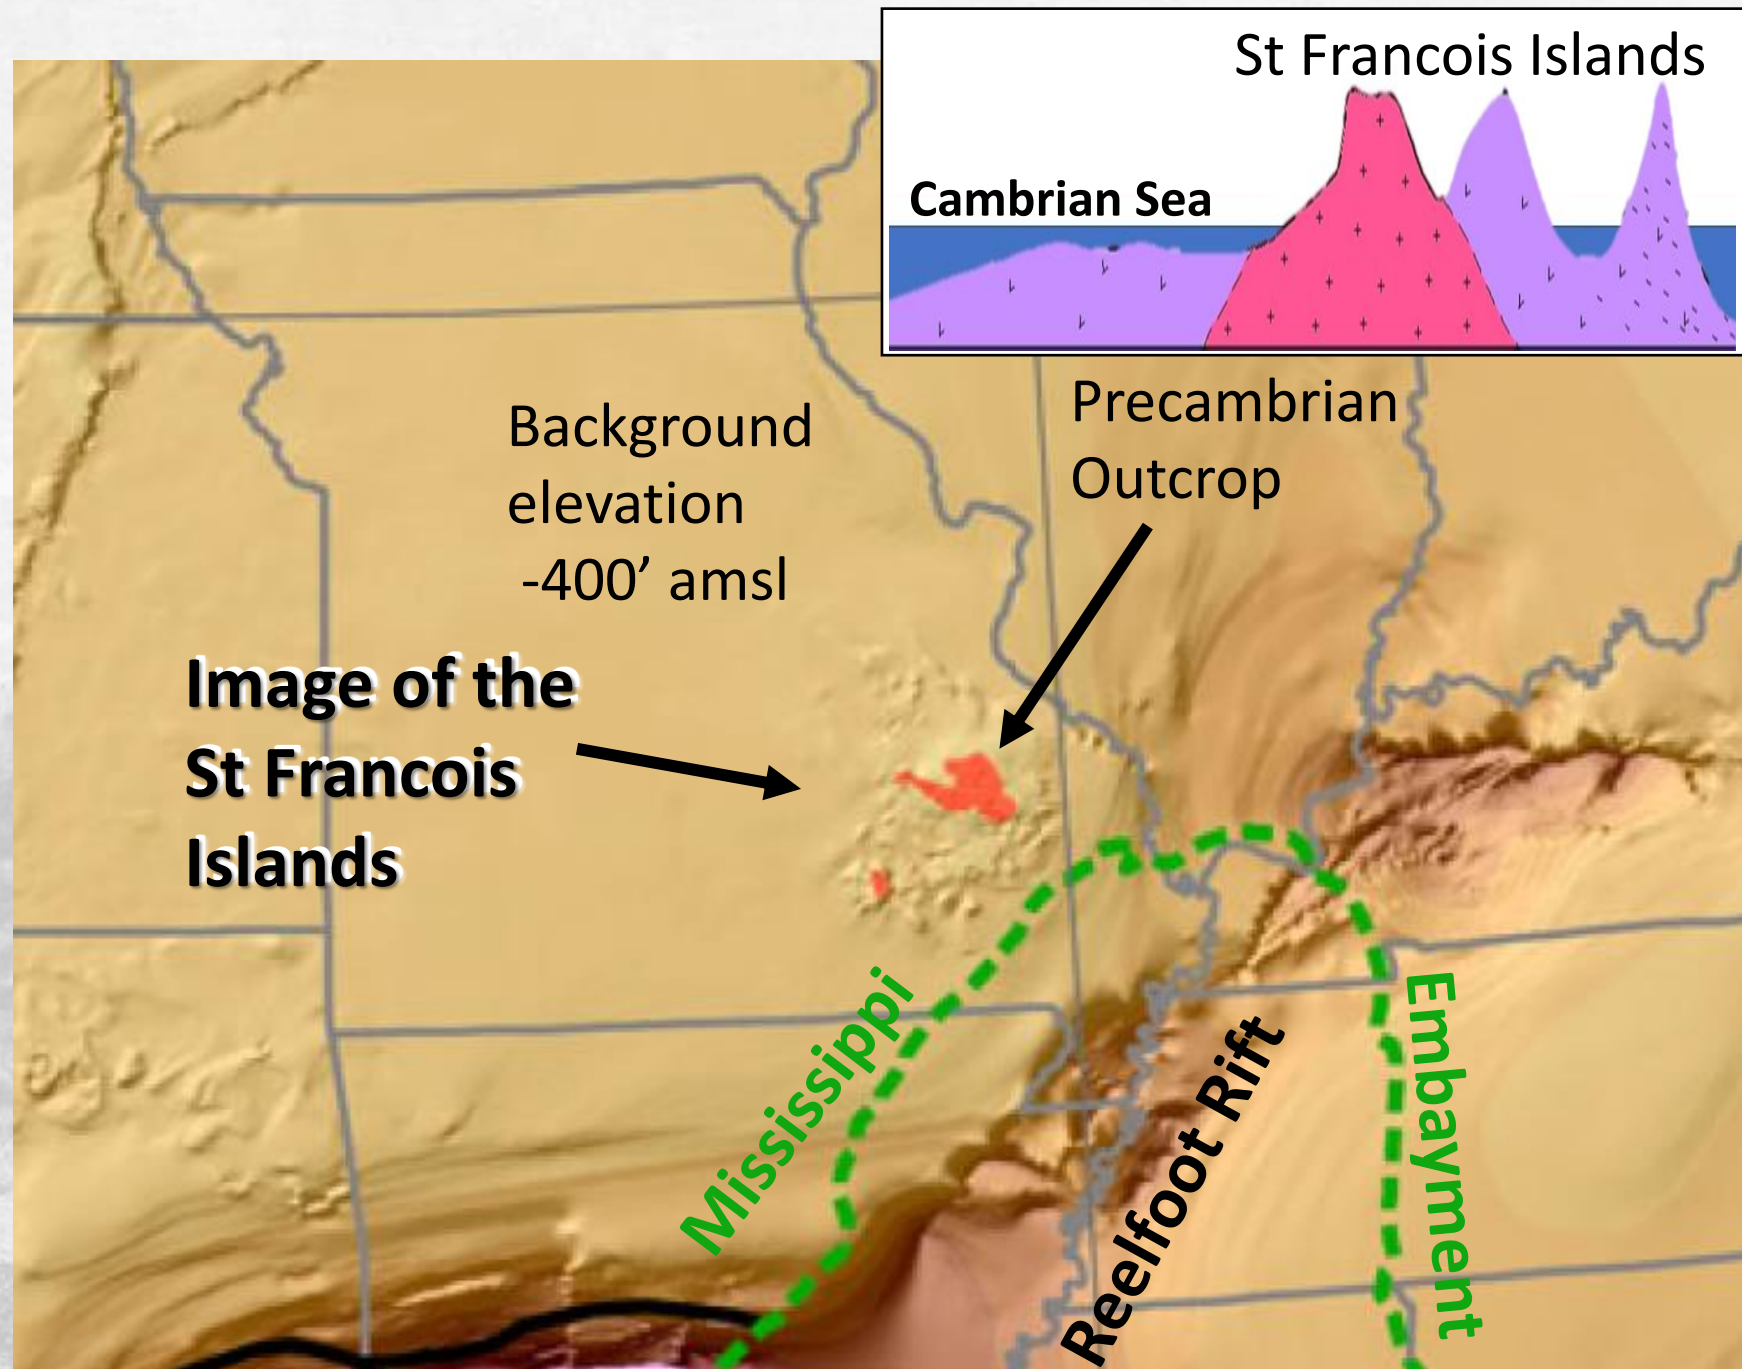 St Francois Islands
Cambrian Sea
Background
elevation
-400’ amsl
Precambrian
Outcrop
Image of the
St Francois
Islands
Mississippi
Embayment
Reelfoot Rift